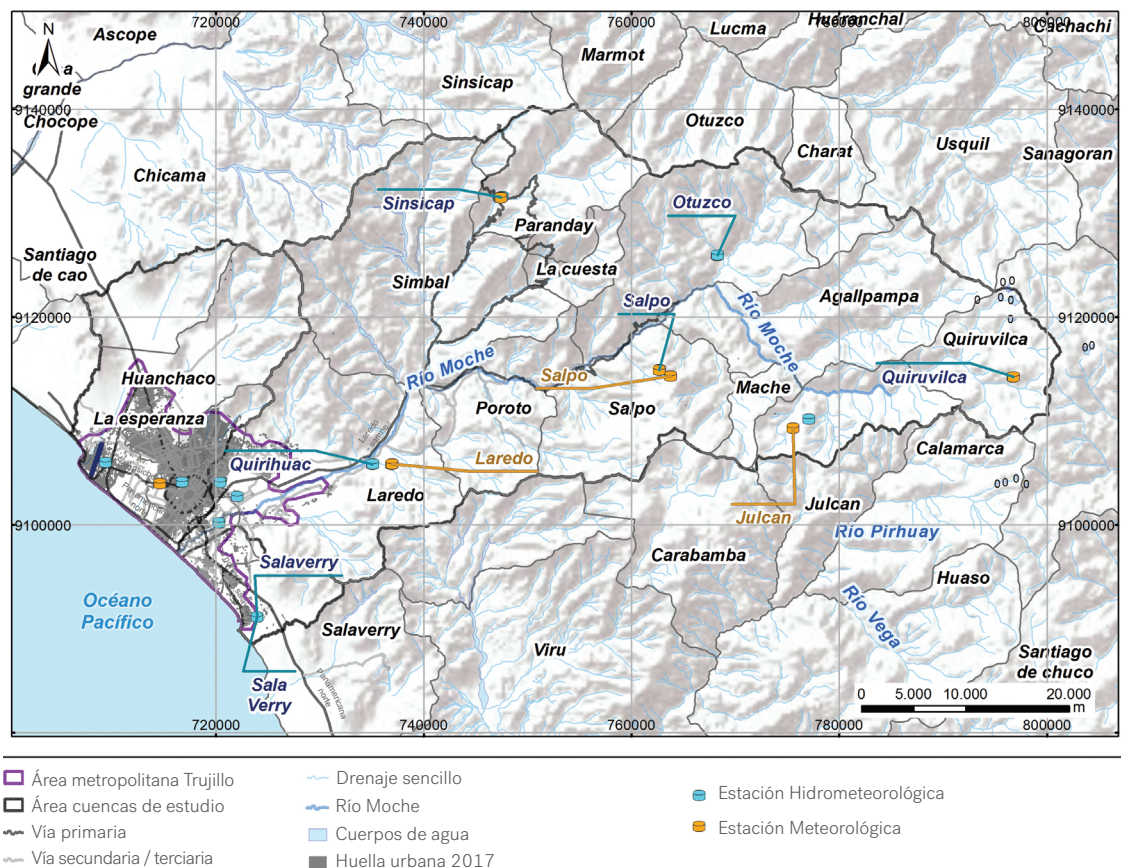 720000
740000
760000
780000
800000
N
Ascope
grande
9140000
Chocope
Chicama
Santiago
de cao
Sinsicap
Marmot
Lucma
Huaranchal
Cachachi
Otuzco
Charat
Usquil
Sanagoran
9140000
Sinsicap
Paranday
La cuesta
Simbal
Otuzco
Salpo
Río Moche
Agallpampa
9120000
9120000
Quiruvilca
Quiruvilca
Río Moche
Salpo
Mache
Poroto
Salpo
Huanchaco
La esperanza
Laredo
Quirihuac
Laredo
Laredo
Calamarca
Julcan
Julcan
9100000
9100000
Río Pirhuay
Carabamba
Huaso
Río Vega
Salaverry
Océano
Pacífico
Salaverry
Viru
Santiago
de chuco
Sala
Verry
Panamericana
norte
0 5.000 10.000 20.000
m
720000
740000
760000
780000
800000
Área metropolitana Trujillo
Área cuencas de estudio
Vía primaria
Vía secundaria / terciaria
Drenaje sencillo
Río Moche
Cuerpos de agua
Huella urbana 2017
Estación Hidrometeorológica
Estación Meteorológica